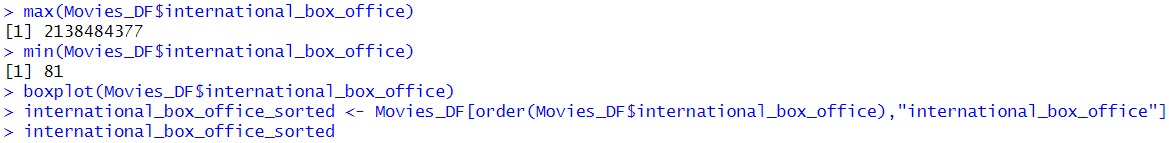 > max(Movies_DF$international_box_office)
[1] 2138484377
> min(Movies_DF$international_box_office)
[1] 81
> boxplot(Movies_DF$international_box_office)
> international_box_office_sorted <- Movies_DF[order(Movies_DF$international_box_office),"international_box_office"]
> international_box_office_sorted